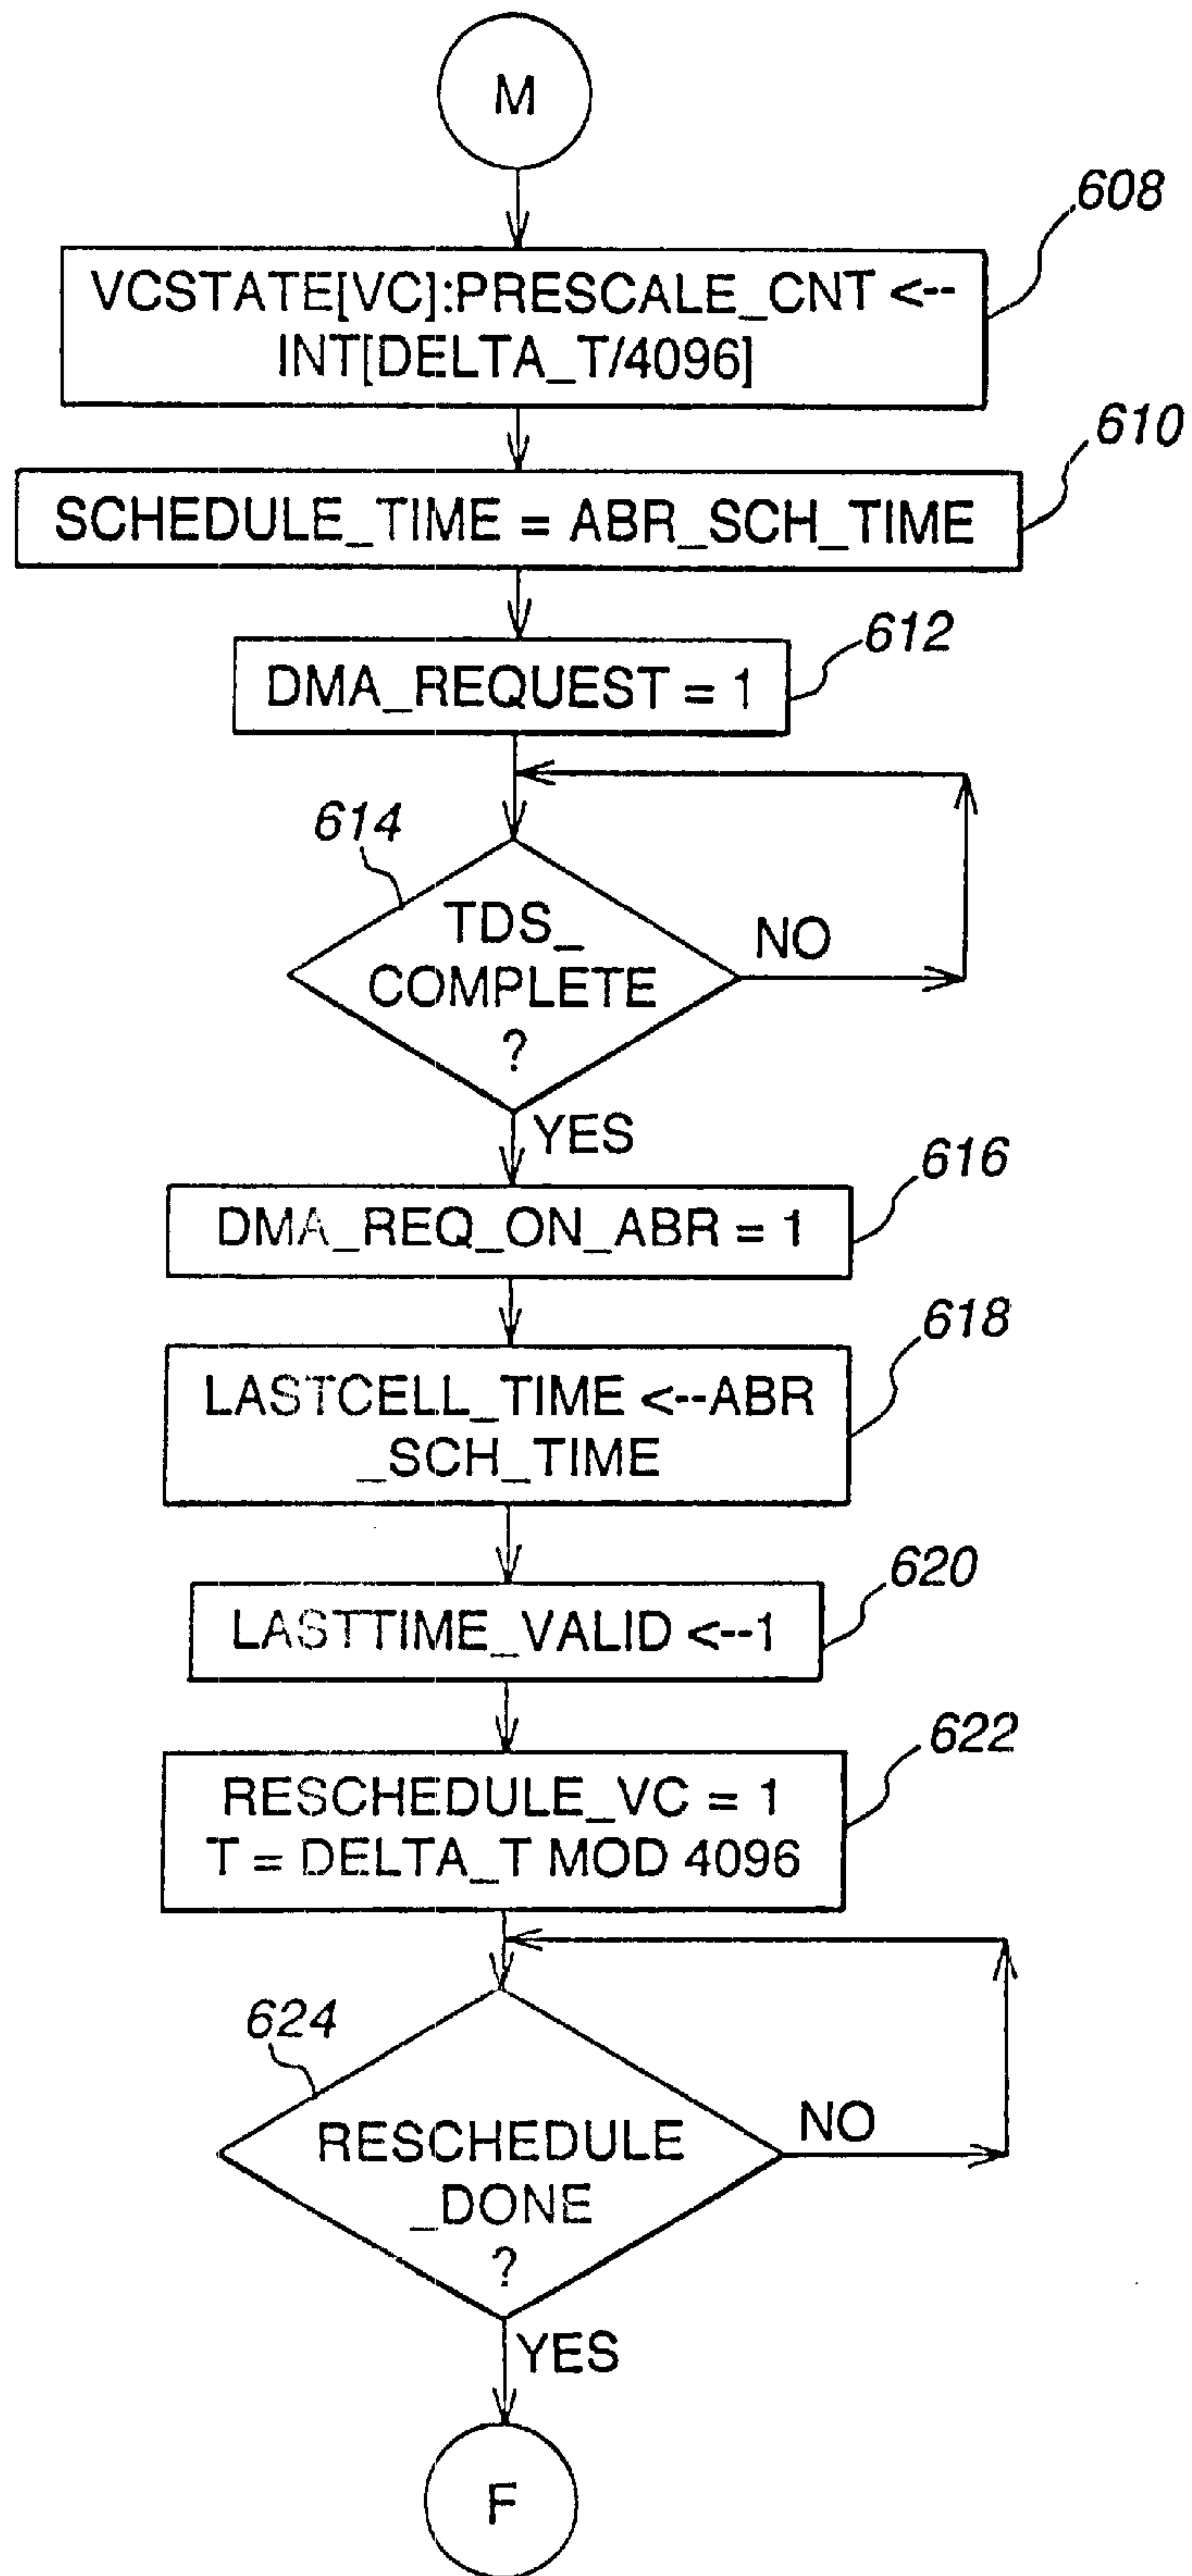 M
608
VCSTATE[VC]:PRESCALE_CNT <--
INT[DELTA_T/4096]
610
SCHEDULE_TIME = ABR_SCH_TIME
612
DMA_REQUEST = 1
614
TDS_
COMPLETE
?
NO
YES
616
DMA_REQ_ON_ABR = 1
618
LASTCELL_TIME <--ABR
_SCH_TIME
620
LASTTIME_VALID <--1
622
RESCHEDULE_VC = 1
T = DELTA_T MOD 4096
624
RESCHEDULE
_DONE
?
NO
YES
F